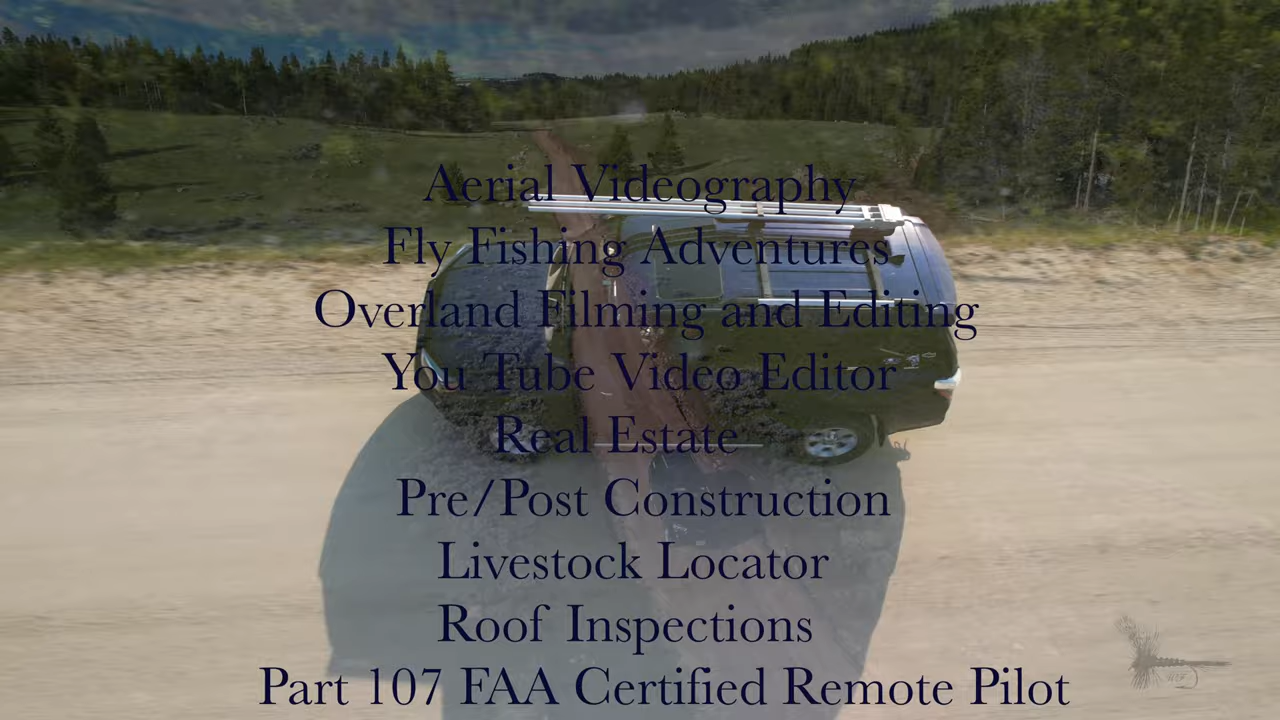 Aerial Videography
Fly Fishing Adventures
Overland Filming and Editing
You Tube Video Editor
Real Estate
Pre/Post Construction
Livestock Locator
Roof Inspections
Part 107 FAA Certified Remote Pilot